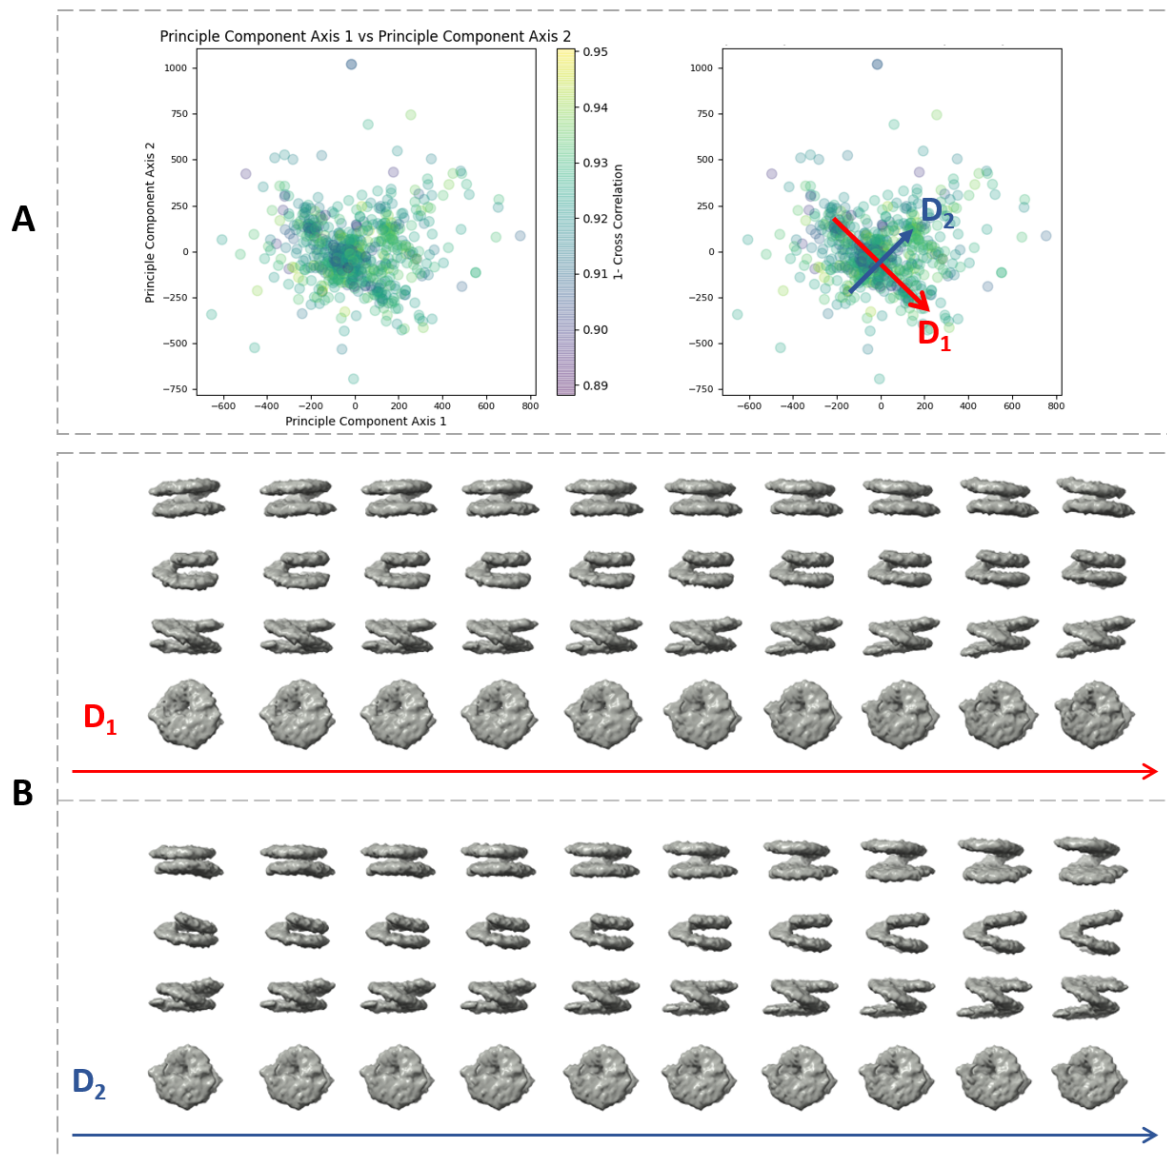 A
Principle Component Axis 1 vs Principle Component Axis 2
1000
750
500
250
0
−250
−500
−750
Principle Component Axis 2
−600 −400 −200 0 200 400 600 800
Principle Component Axis 1
0.95
0.94
0.93
0.92
0.91
0.90
0.89
1- Cross Correlation
1000
750
500
250
0
−250
−500
−750
−600 −400 −200 0 200 400 600 800
D2
D1
B
D1
D2